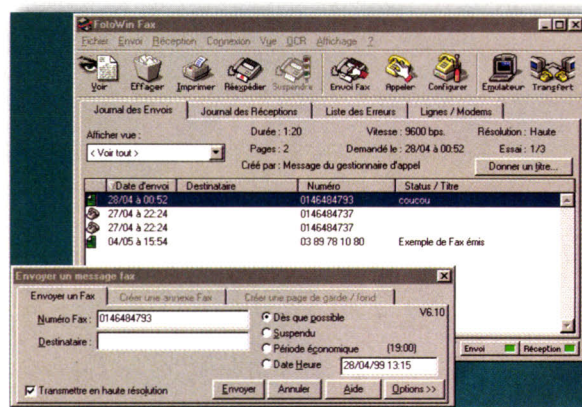 FotoWin Fax
Fichier Envoi Réception Connexion Vue OCR Affichage ?
Voir Effacer Imprimer Réexpédier Suspendre Envoi Fax Appeler Configurer Emulateur Transfert
Journal des Envois Journal des Réceptions Liste des Erreurs Lignes / Modems
Afficher vue : Durée : 1:20 Vitesse : 9600 bps. Résolution : Haute
< Voir tout > Pages : 2 Demandé le : 28/04 à 00:52 Essai : 1/3
Créé par : Message du gestionnaire d'appel Donner un titre...
/Date d'envoi Destinataire Numéro Status / Titre
28/04 à 00:52 0146484793 coucou
27/04 à 22:24 0146484737
27/04 à 22:24 0146484737
04/05 à 15:54 03 89 78 10 80 Exemple de Fax émis
Envoi Réception
Envoyer un message fax
Envoyer un Fax Créer une annexe Fax Créer une page de garde / fond
Numéro Fax : 0146484793 Dès que possible V6.10
Destinataire : Suspendu
Période économique (19:00)
Date Heure 28/04/99 13:15
Transmettre en haute résolution Envoyer Annuler Aide Options >>